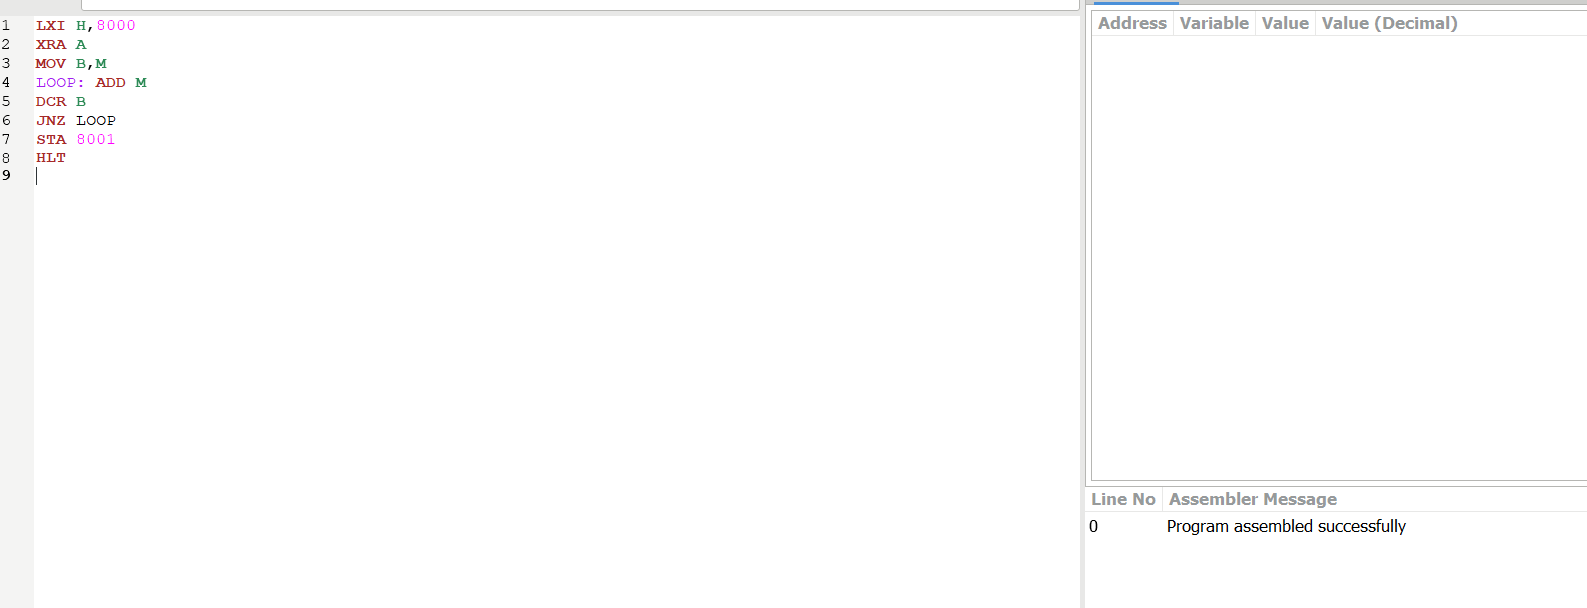 1 LXI H,8000
2 XRA A
3 MOV B,M
4 LOOP: ADD M
5 DCR B
6 JNZ LOOP
7 STA 8001
8 HLT
9
Address Variable Value Value (Decimal)
Line No Assembler Message
0 Program assembled successfully